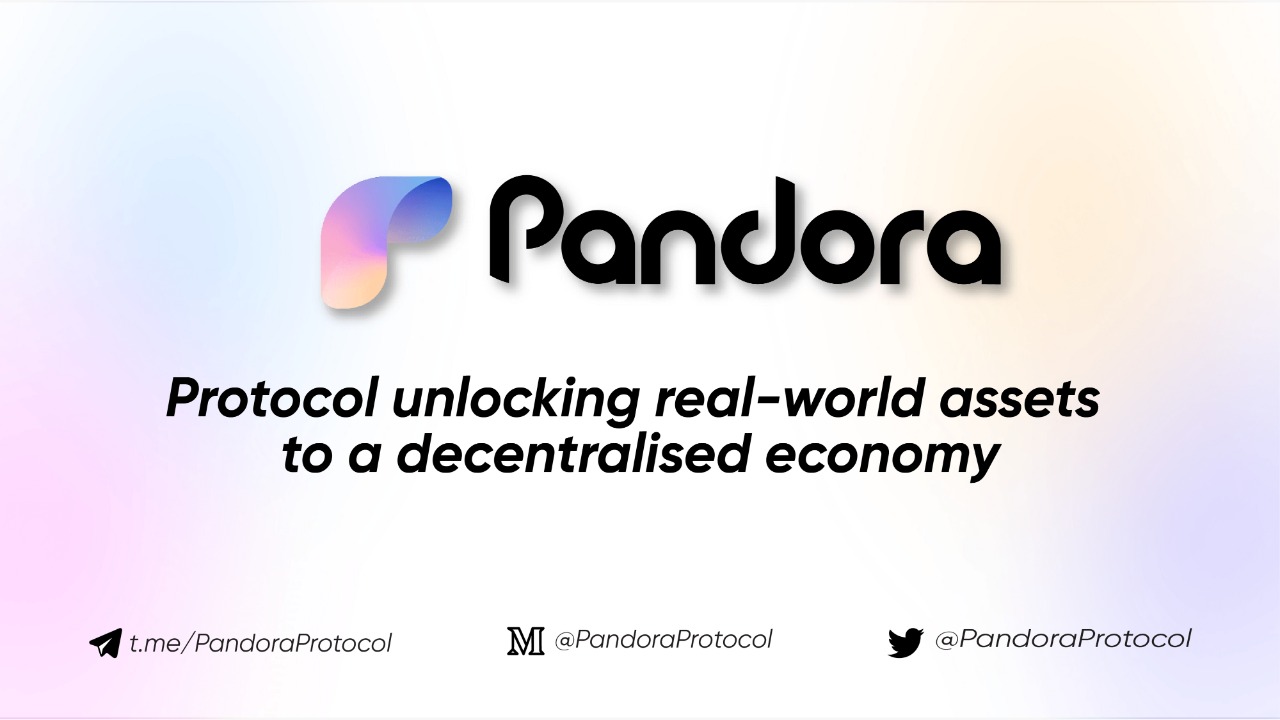 Pandora
Protocol unlocking real-world assets
to a decentralised economy
t.me/PandoraProtocol
M @PandoraProtocol
@PandoraProtocol